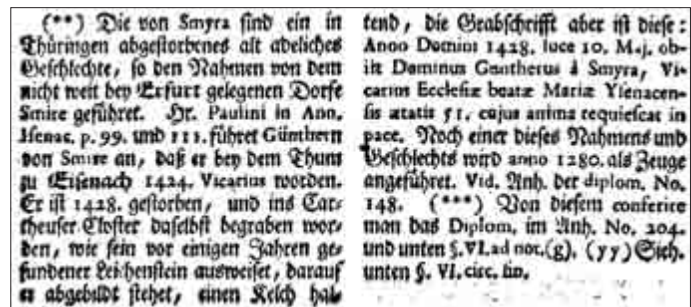 (**) Die von Smyra sind ein in
Thüringen abgestorbenes alt adeliches
Geschlechte, so den Nahmen von dem
nicht weit bey Erfurt gelegenen Dorfe
Smire geführet. Hr. Paulini in Ann.
Isenac. p. 99. und 111. führet Günthern
von Smire an, daß er bey dem Thum
zu Eisenach 1424. Vicarius worden.
Er ist 1428. gestorben, und ins Car-
theuser Closter daselbst begraben wor-
den, wie sein vor einigen Jahren ge-
fundener Leichenstein ausweiset, darauf
er abgebildt stehet, einen Kelch hal-
tend, die Grabschrifft aber ist diese:
Anno Domini 1428. luce 10. Maj. ob-
iit Dominus Guntherus á Smyra, Vi-
carius Ecclesiæ beatæ Mariæ Ysenacen-
sis ætatis 51. cujus anima requiescat in
pace. Noch einer dieses Nahmens und
Geschlechts wird anno 1280. als Zeuge
angeführet. Vid. Anh. der diplom. No.
148. (***) Von diesem conferire
man das Diplom. im Anh. No. 204.
und unten §. VI. ad not. (g). (yy) Sieh.
unten §. VI. circ. fin.